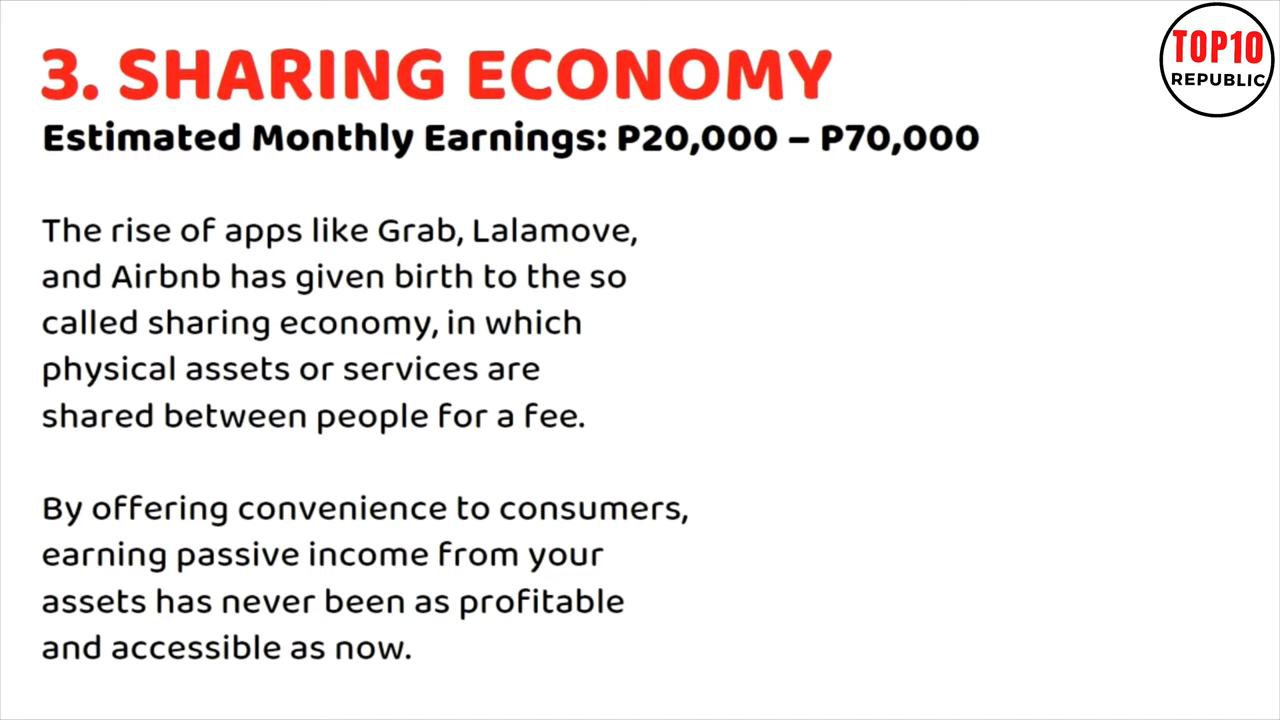 3. SHARING ECONOMY
Estimated Monthly Earnings: P20,000 – P70,000
The rise of apps like Grab, Lalamove,
and Airbnb has given birth to the so
called sharing economy, in which
physical assets or services are
shared between people for a fee.
By offering convenience to consumers,
earning passive income from your
assets has never been as profitable
and accessible as now.
TOP10
REPUBLIC